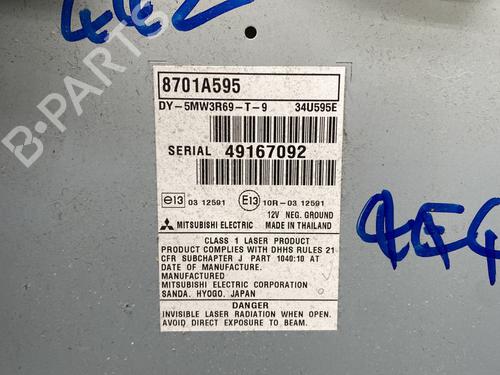 B-PARTS
8701A595
DY-5MW3R69-T-9 34U595E
SERIAL 49167092
e13 03 12591 E13 10R-03 12591
12V NEG. GROUND
MITSUBISHI ELECTRIC MADE IN THAILAND
CLASS 1 LASER PRODUCT
PRODUCT COMPLIES WITH DHHS RULES 21
CFR SUBCHAPTER J PART 1040:10 AT
DATE OF MANUFACTURE.
MANUFACTURED
MITSUBISHI ELECTRIC CORPORATION
SANDA, HYOGO, JAPAN
DANGER
INVISIBLE LASER RADIATION WHEN OPEN.
AVOID DIRECT EXPOSURE TO BEAM.